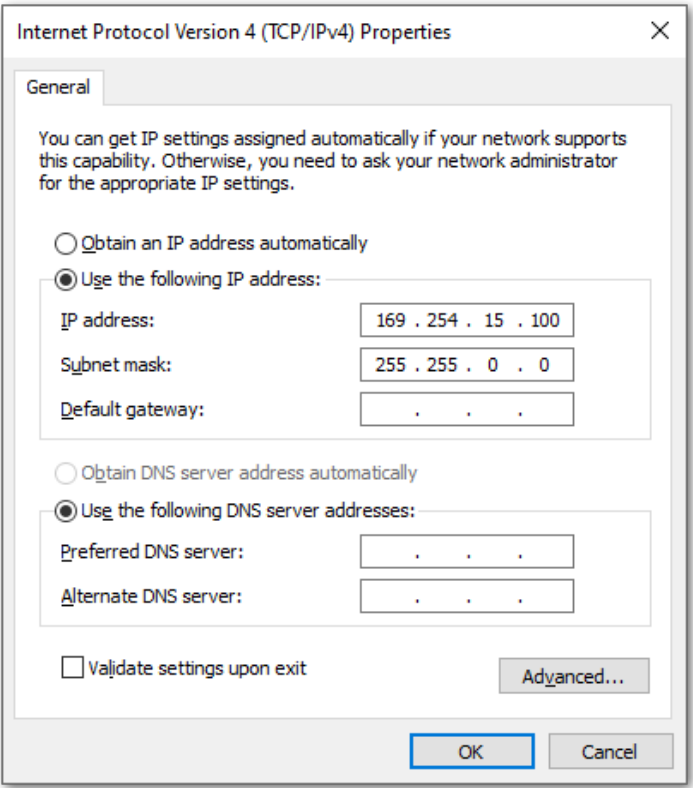 Internet Protocol Version 4 (TCP/IPv4) Properties
General
You can get IP settings assigned automatically if your network supports
this capability. Otherwise, you need to ask your network administrator
for the appropriate IP settings.
Obtain an IP address automatically
Use the following IP address:
IP address: 169 . 254 . 15 . 100
Subnet mask: 255 . 255 . 0 . 0
Default gateway: . . .
Obtain DNS server address automatically
Use the following DNS server addresses:
Preferred DNS server: . . .
Alternate DNS server: . . .
Validate settings upon exit
Advanced...
OK Cancel